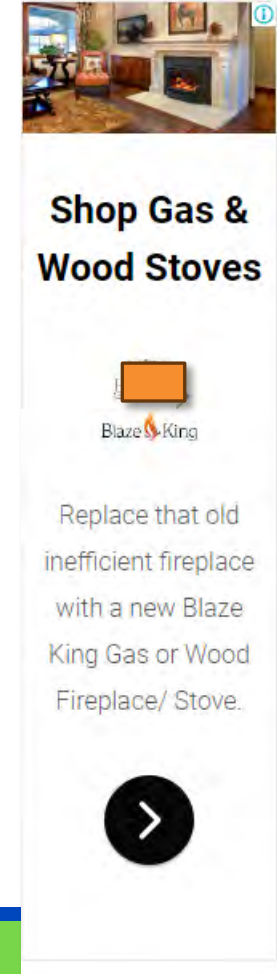 Shop Gas &
Wood Stoves
Blaze King
Replace that old
inefficient fireplace
with a new Blaze
King Gas or Wood
Fireplace/ Stove.